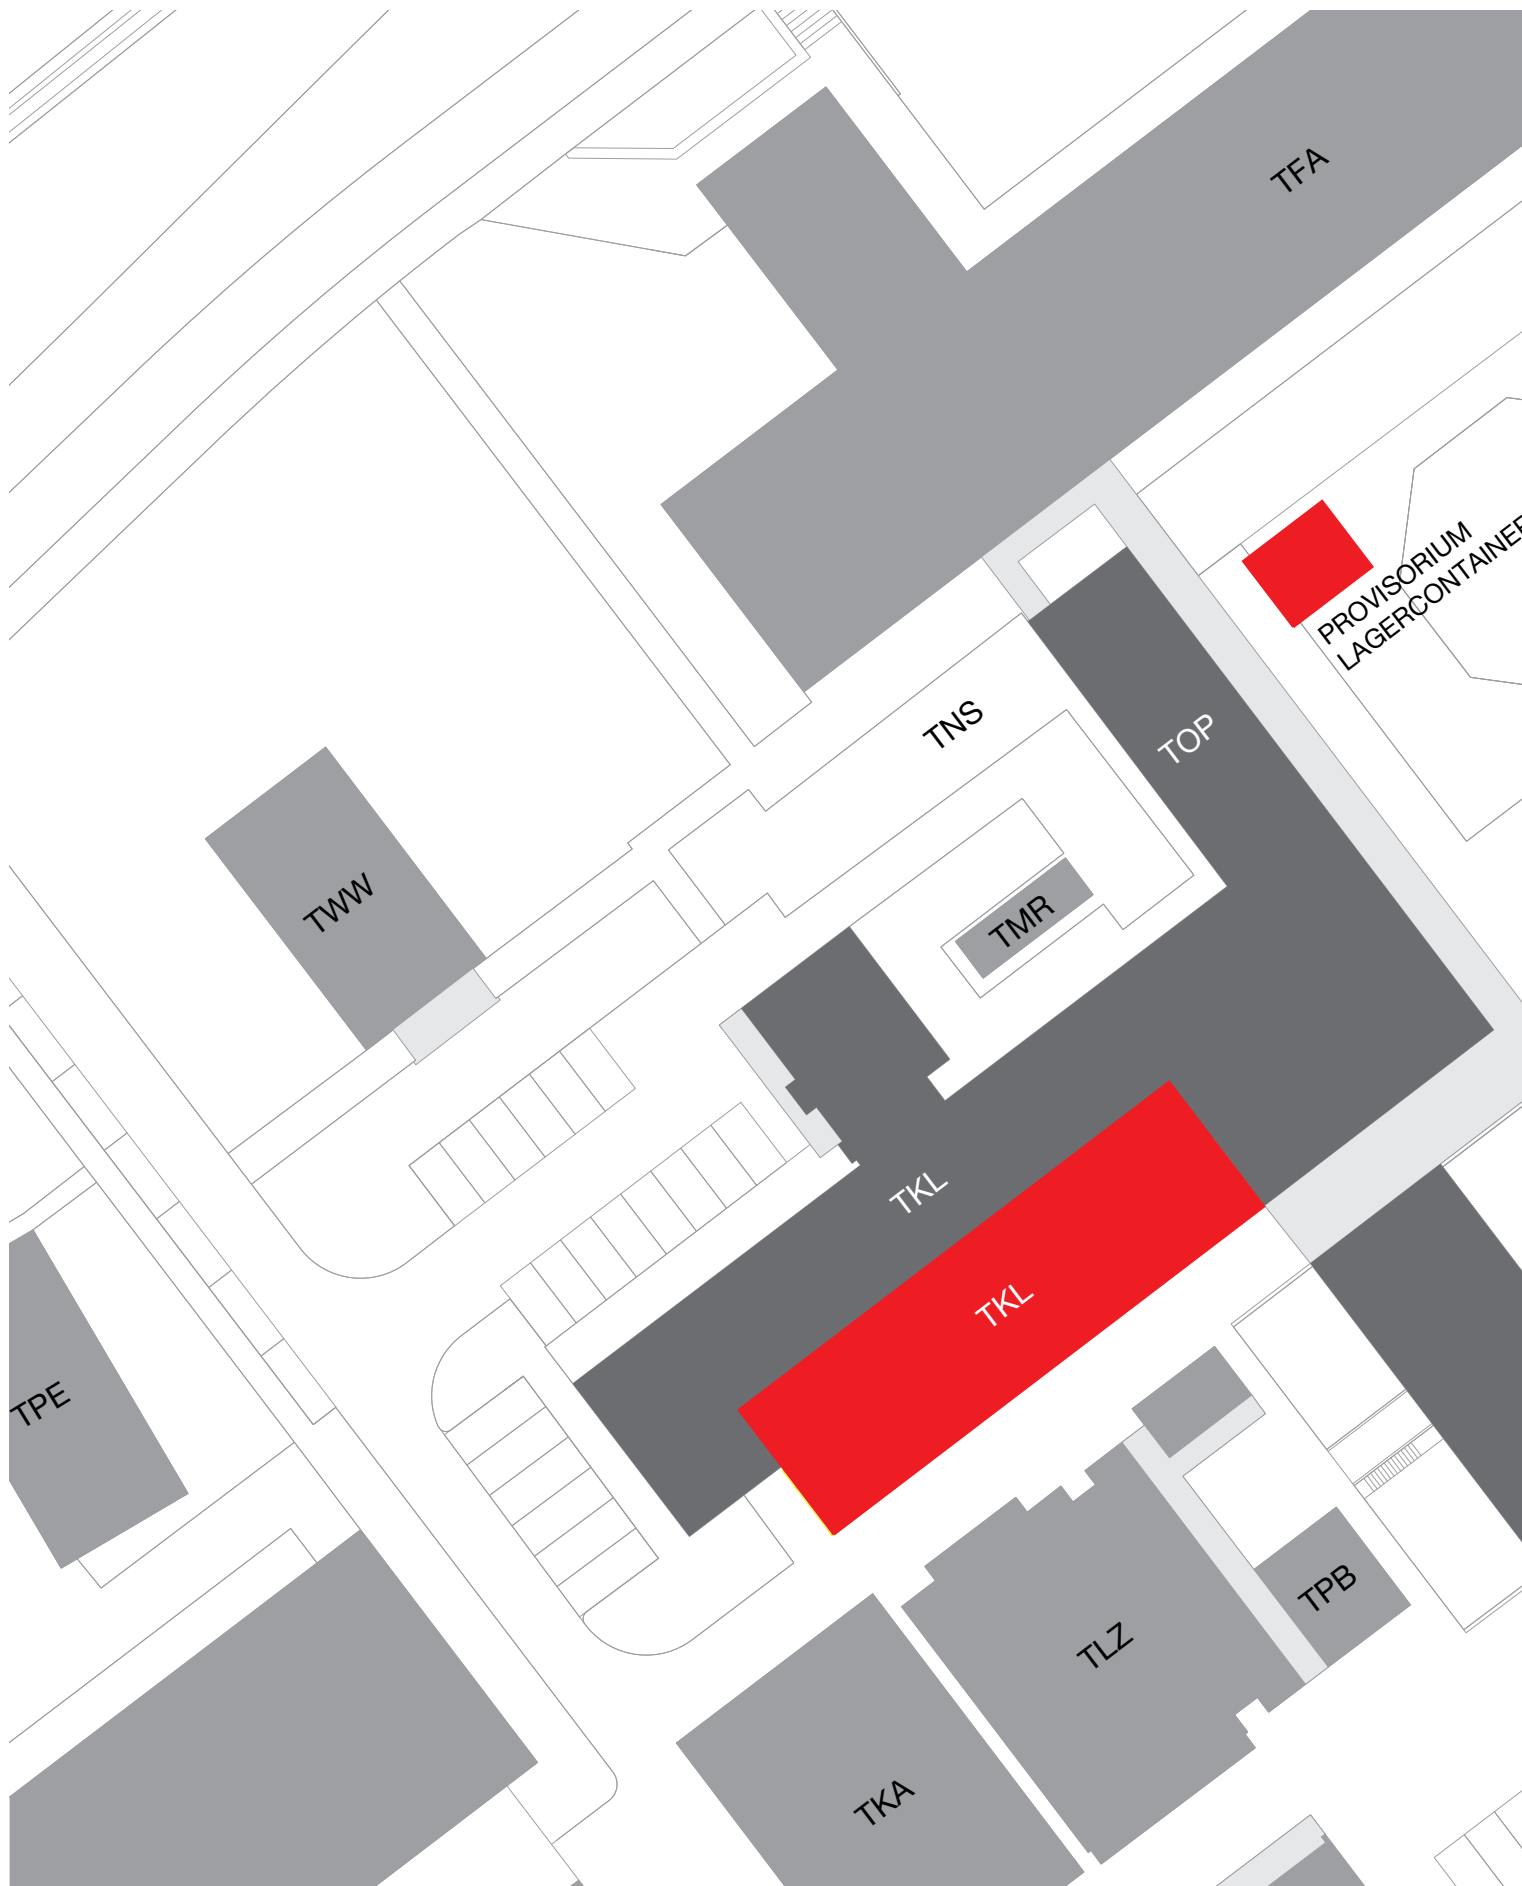 TFA
PROVISORIUM
LAGERCONTAINER
TNS
TOP
TWW
TMR
TKL
TKL
TPE
TPB
TLZ
TKA